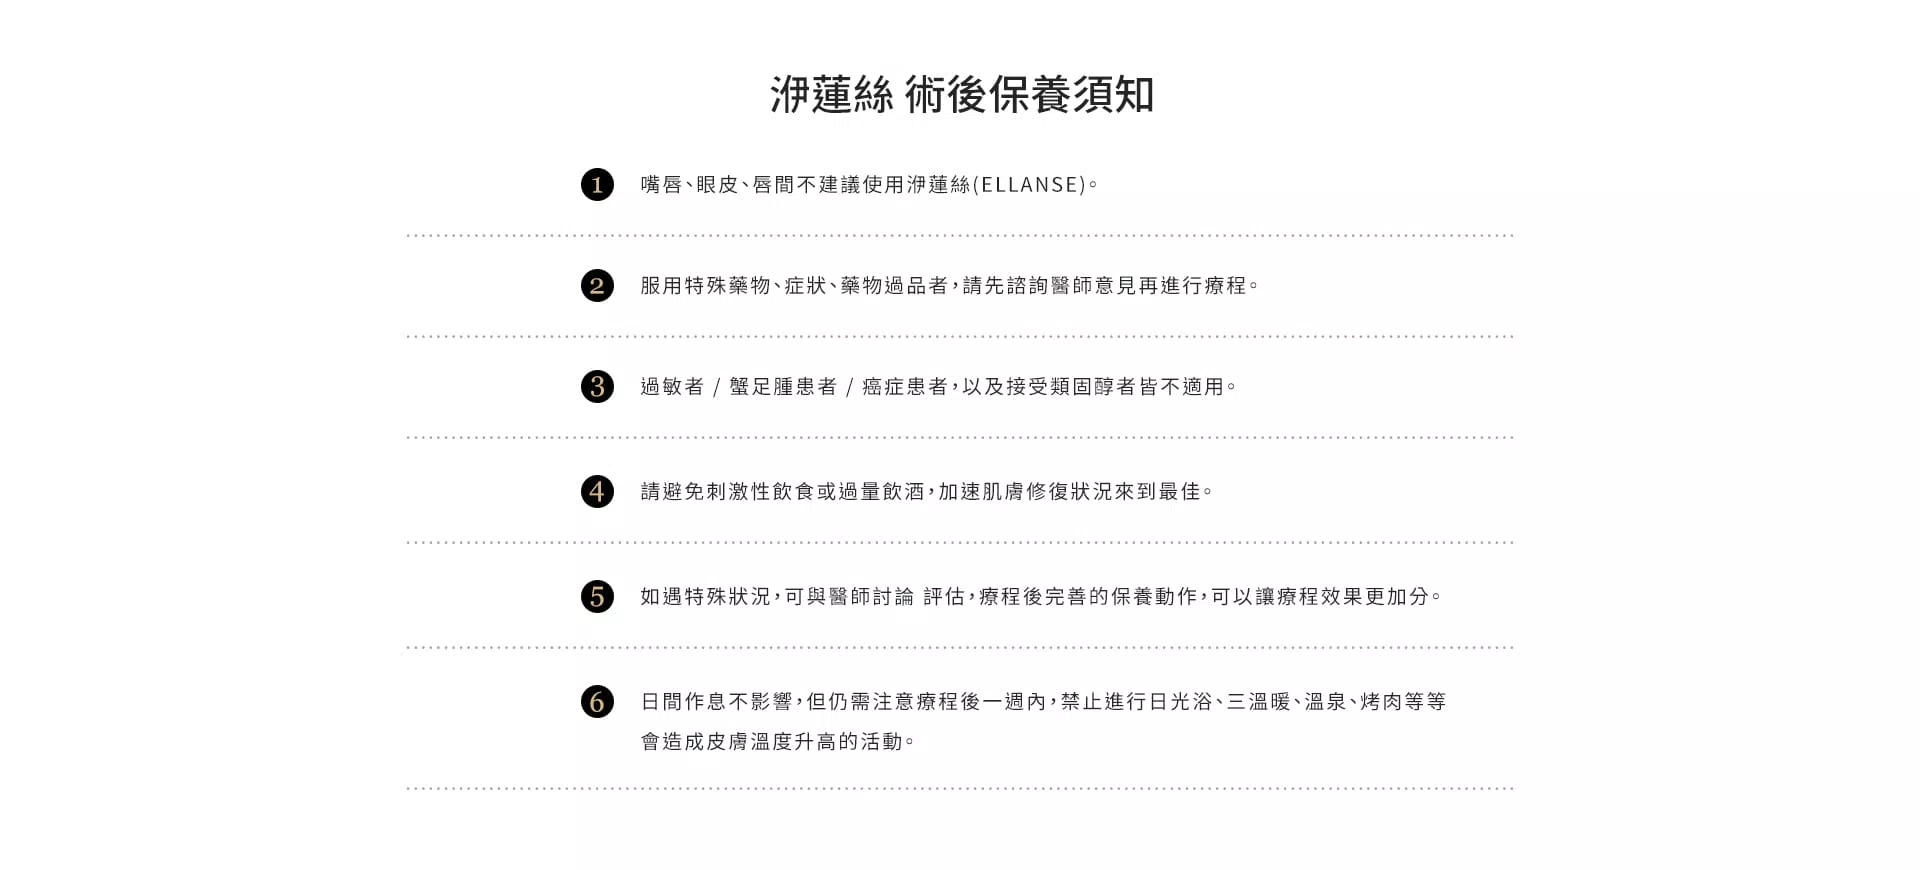 洢蓮絲 術後保養須知
1 嘴唇、眼皮、唇間不建議使用洢蓮絲(ELLANSE)。
2 服用特殊藥物、症狀、藥物過品者,請先諮詢醫師意見再進行療程。
3 過敏者 / 蟹足腫患者 / 癌症患者,以及接受類固醇者皆不適用。
4 請避免刺激性飲食或過量飲酒,加速肌膚修復狀況來到最佳。
5 如遇特殊狀況,可與醫師討論 評估,療程後完善的保養動作,可以讓療程效果更加分。
6 日間作息不影響,但仍需注意療程後一週內,禁止進行日光浴、三溫暖、溫泉、烤肉等等
會造成皮膚溫度升高的活動。